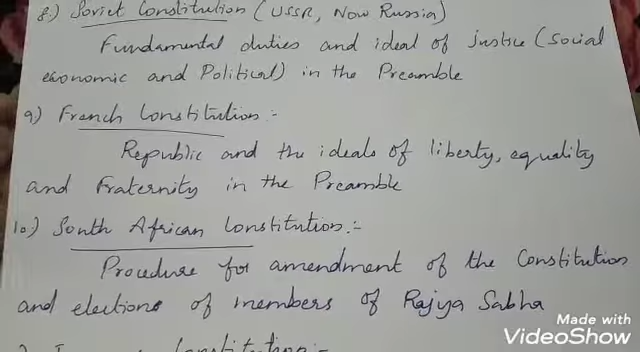 8.) Soviet Constitution (USSR, Now Russia)
Fundamental duties and ideal of justice (Social
economic and Political) in the Preamble
9) French Constitution :-
Republic and the ideals of liberty, equality
and Fraternity in the Preamble
10.) South African Constitution :-
Procedure for amendment of the Constitution
and elections of members of Rajya Sabha
Constitution :-
Made with
VideoShow